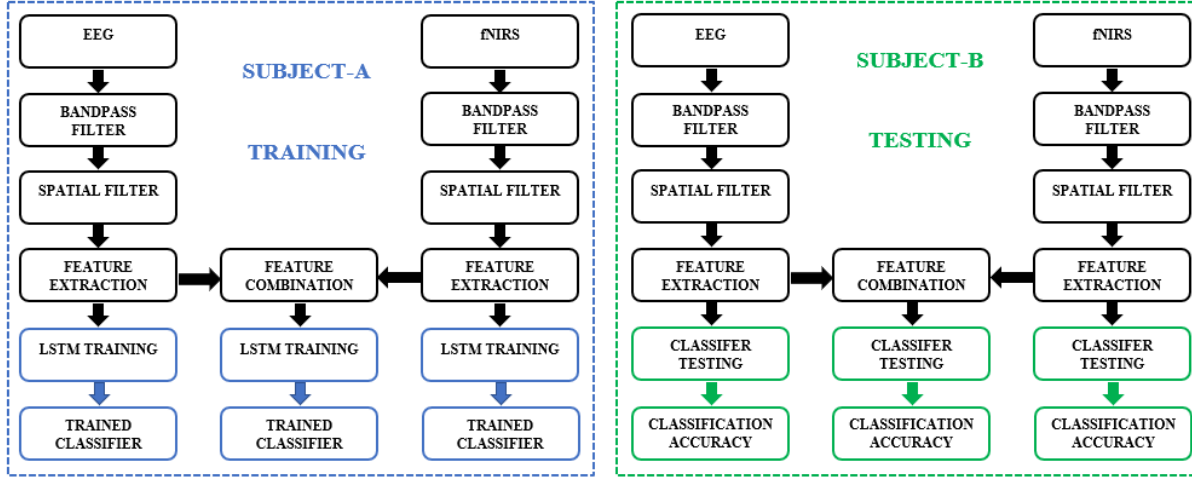 EEG
fNIRS
SUBJECT-A
BANDPASS
FILTER
BANDPASS
FILTER
TRAINING
SPATIAL FILTER
SPATIAL FILTER
FEATURE
EXTRACTION
FEATURE
COMBINATION
FEATURE
EXTRACTION
LSTM TRAINING
LSTM TRAINING
LSTM TRAINING
TRAINED
CLASSIFIER
TRAINED
CLASSIFIER
TRAINED
CLASSIFIER
EEG
fNIRS
SUBJECT-B
BANDPASS
FILTER
BANDPASS
FILTER
TESTING
SPATIAL FILTER
SPATIAL FILTER
FEATURE
EXTRACTION
FEATURE
COMBINATION
FEATURE
EXTRACTION
CLASSIFER
TESTING
CLASSIFER
TESTING
CLASSIFER
TESTING
CLASSIFICATION
ACCURACY
CLASSIFICATION
ACCURACY
CLASSIFICATION
ACCURACY